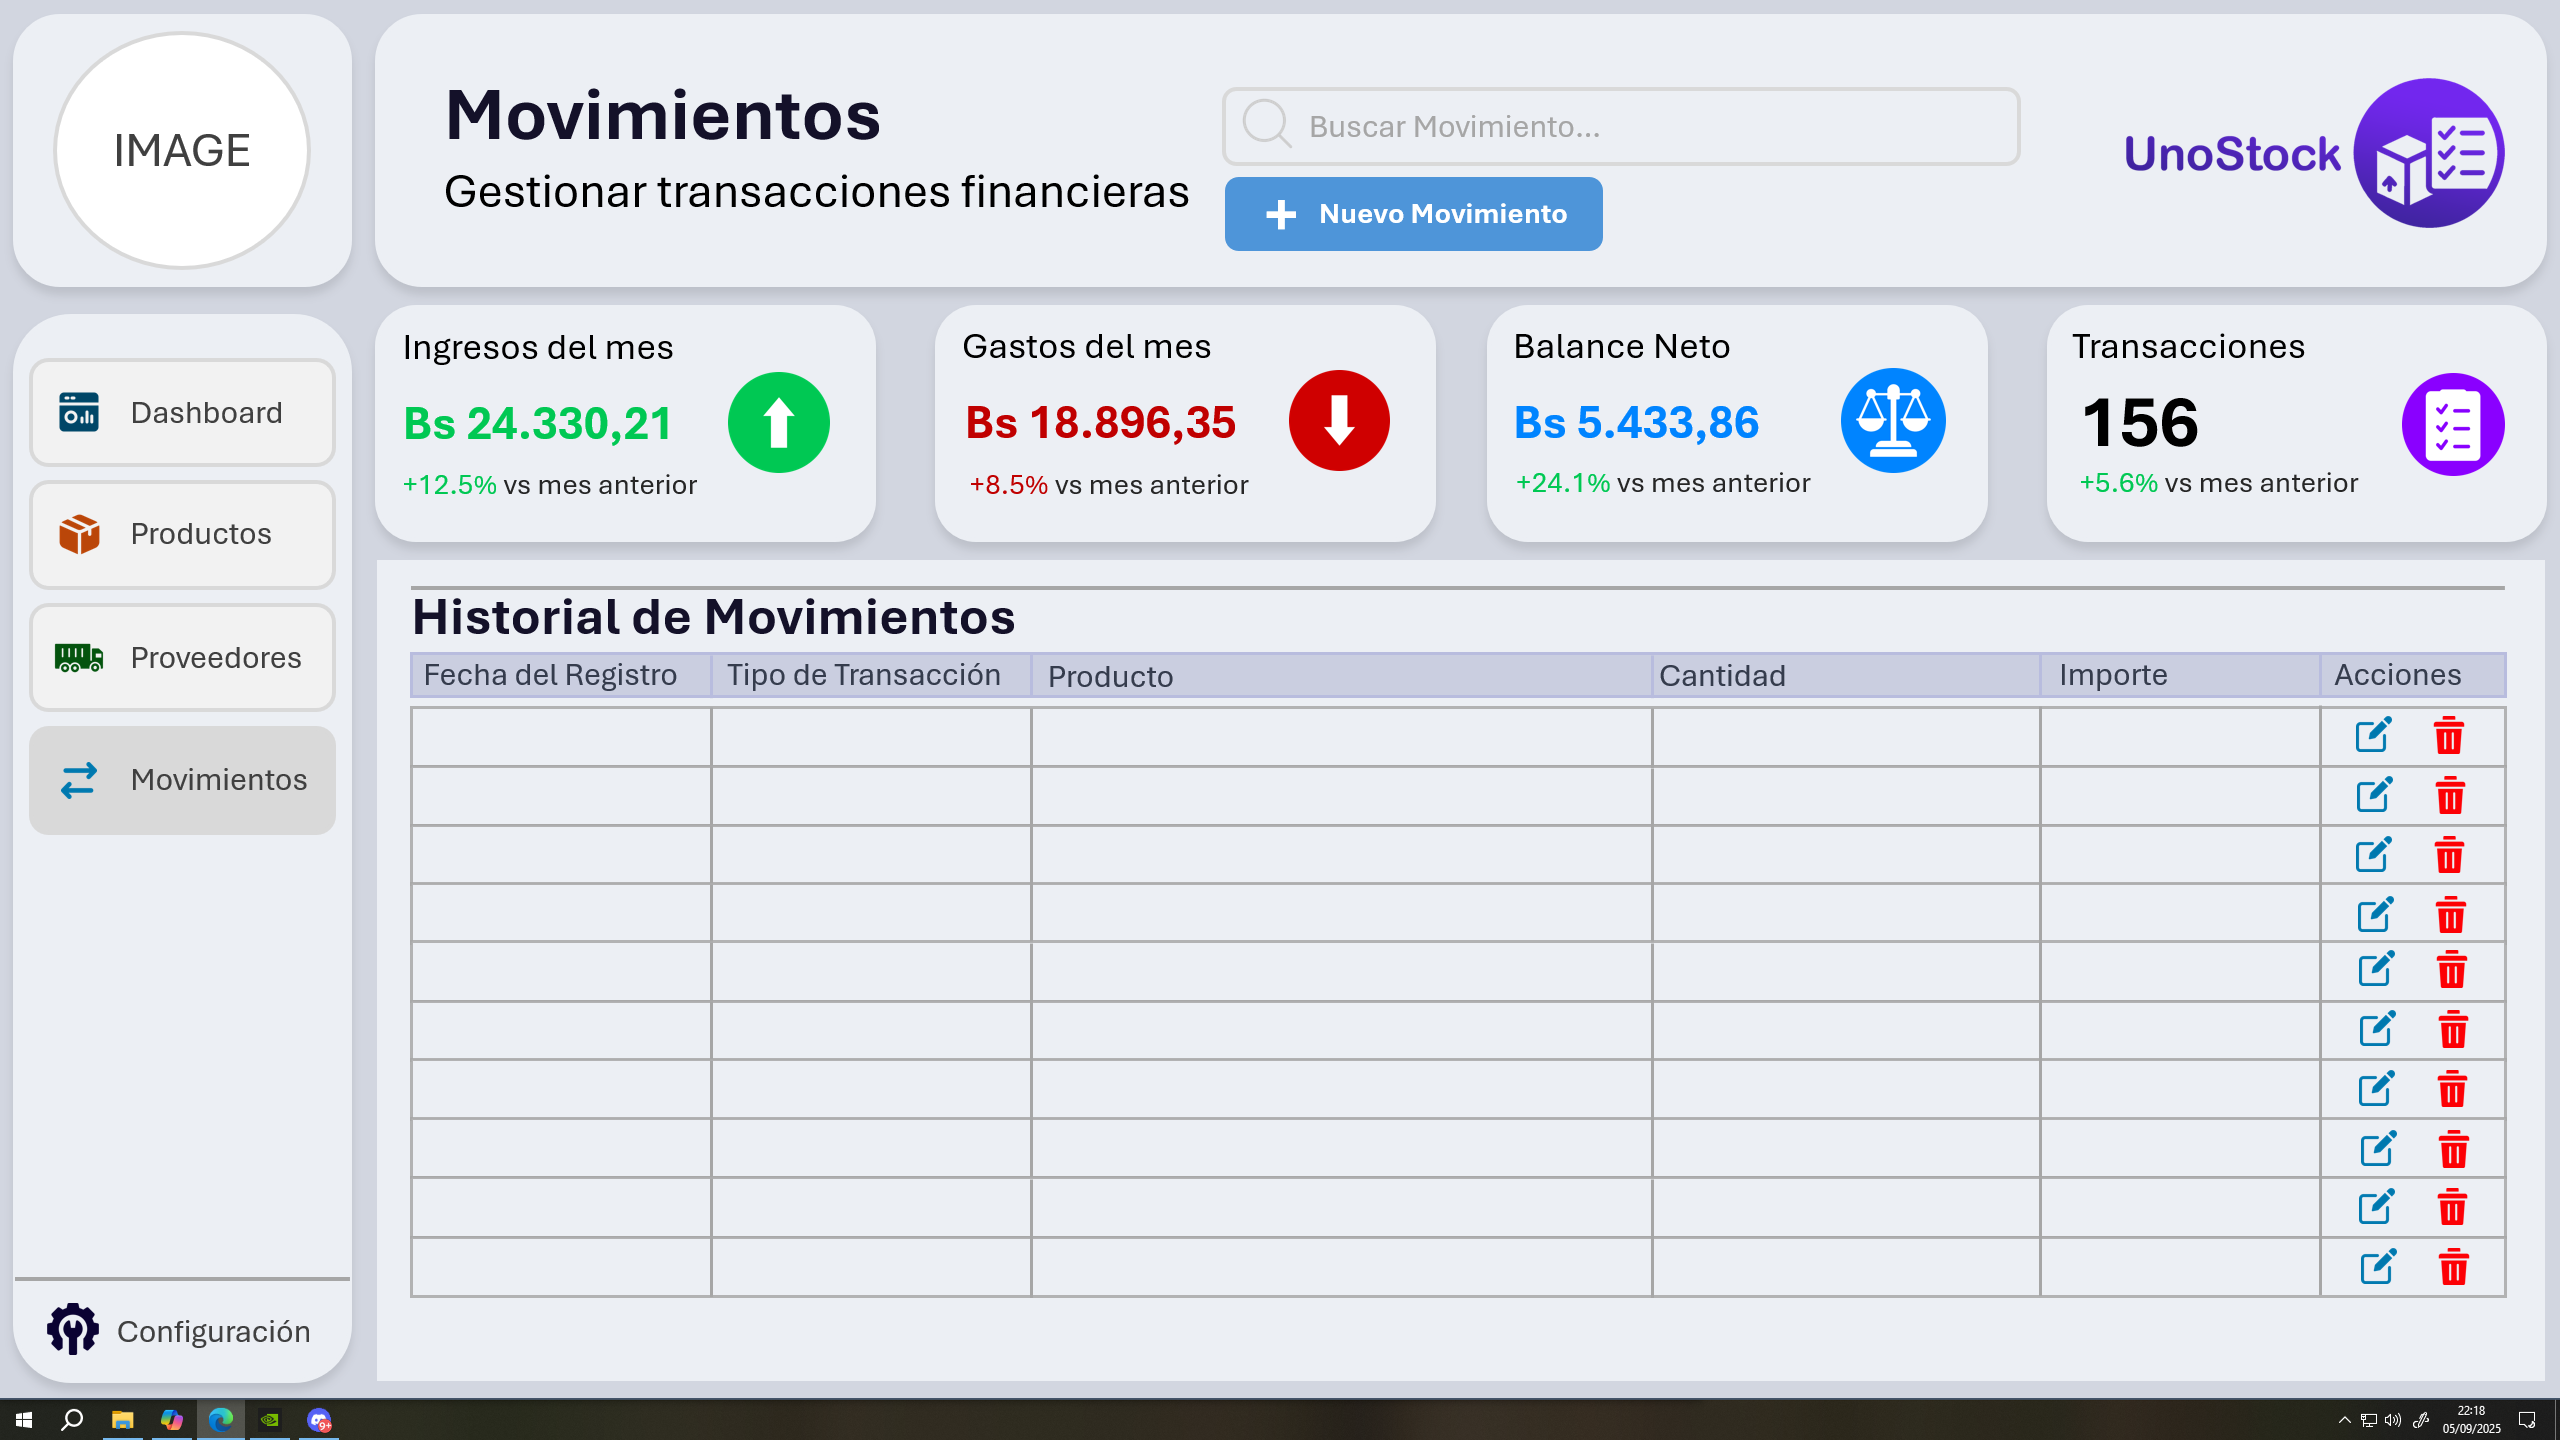 IMAGE
Movimientos
Gestionar transacciones financieras
Buscar Movimiento...
Nuevo Movimiento
UnoStock
Dashboard
Productos
Proveedores
Movimientos
Configuración
Ingresos del mes
Bs 24.330,21
+12.5% vs mes anterior
Gastos del mes
Bs 18.896,35
+8.5% vs mes anterior
Balance Neto
Bs 5.433,86
+24.1% vs mes anterior
Transacciones
156
+5.6% vs mes anterior
Historial de Movimientos
Fecha del Registro Tipo de Transacción Producto Cantidad Importe Acciones
9+
22:18
05/09/2025